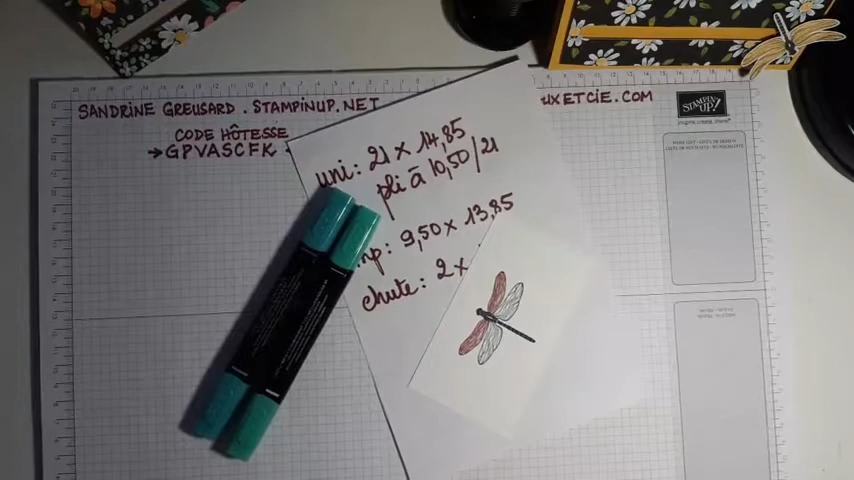 SANDRINE GREUSARD. STAMPINUP.NET
UXETCIE.COM
CODE HÔTESSE
→ GPVASCFK
STAMPIN' UP!
uni: 21 x 14,85
pli à 10,50/21
mp: 9,50 x 13,85
chute: 2 x